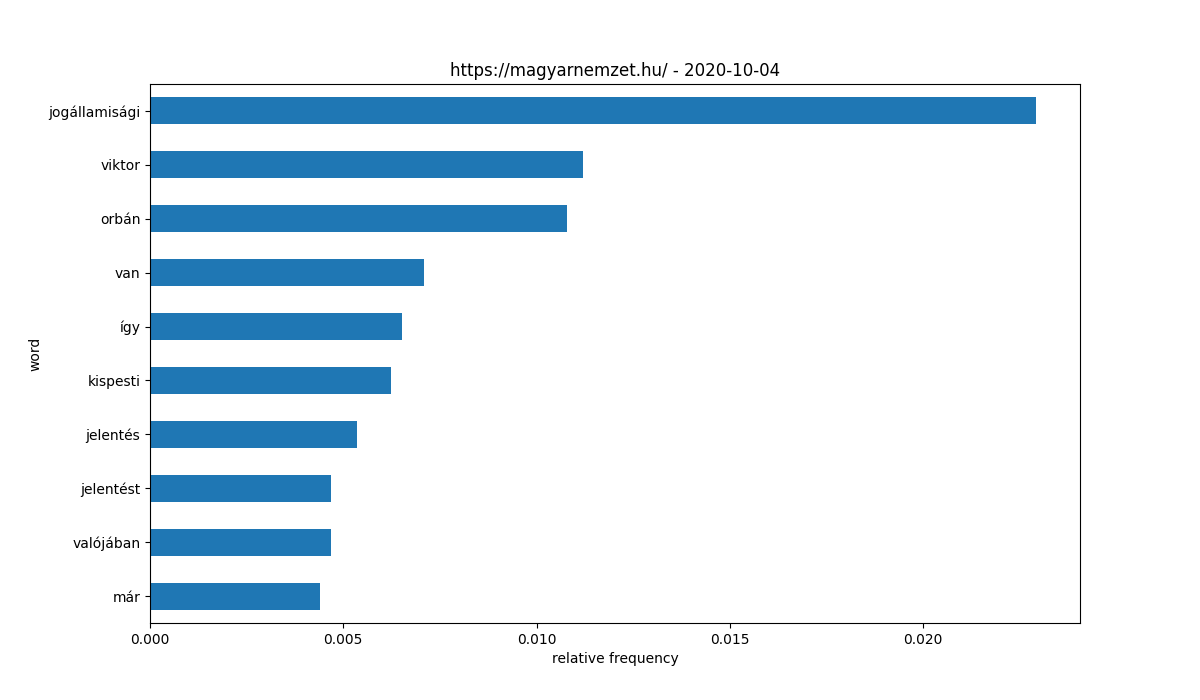 https://magyarnemzet.hu/ - 2020-10-04
jogállamisági
viktor
orbán
van
így
word
kispesti
jelentés
jelentést
valójában
már
0.000 0.005 0.010 0.015 0.020
relative frequency